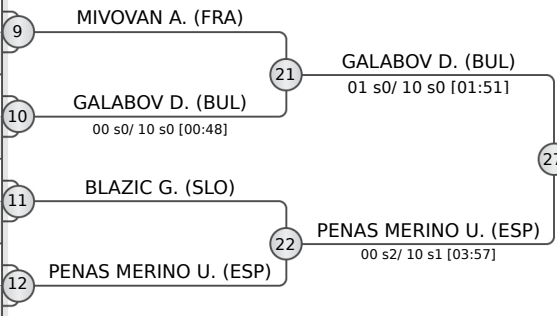 MIVOVAN A. (FRA)
9
GALABOV D. (BUL)
21
01 s0/ 10 s0 [01:51]
GALABOV D. (BUL)
10
00 s0/ 10 s0 [00:48]
27
BLAZIC G. (SLO)
11
PENAS MERINO U. (ESP)
22
00 s2/ 10 s1 [03:57]
PENAS MERINO U. (ESP)
12